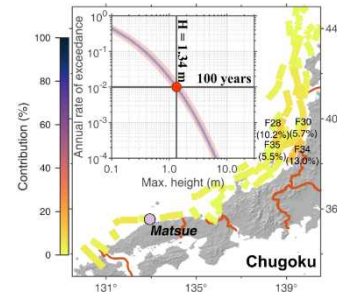 Contribution (%)
100
80
60
40
20
0
Annual rate of exceedance
10⁰
10⁻¹
10⁻²
10⁻³
10⁻⁴
H = 1.34 m
100 years
0.1
1.0
10.0
Max. height (m)
F28
(10.2%)
F30
(5.7%)
F35
(5.5%)
F34
(13.0%)
Matsue
Chugoku
42°
39°
36°
131°
135°
139°